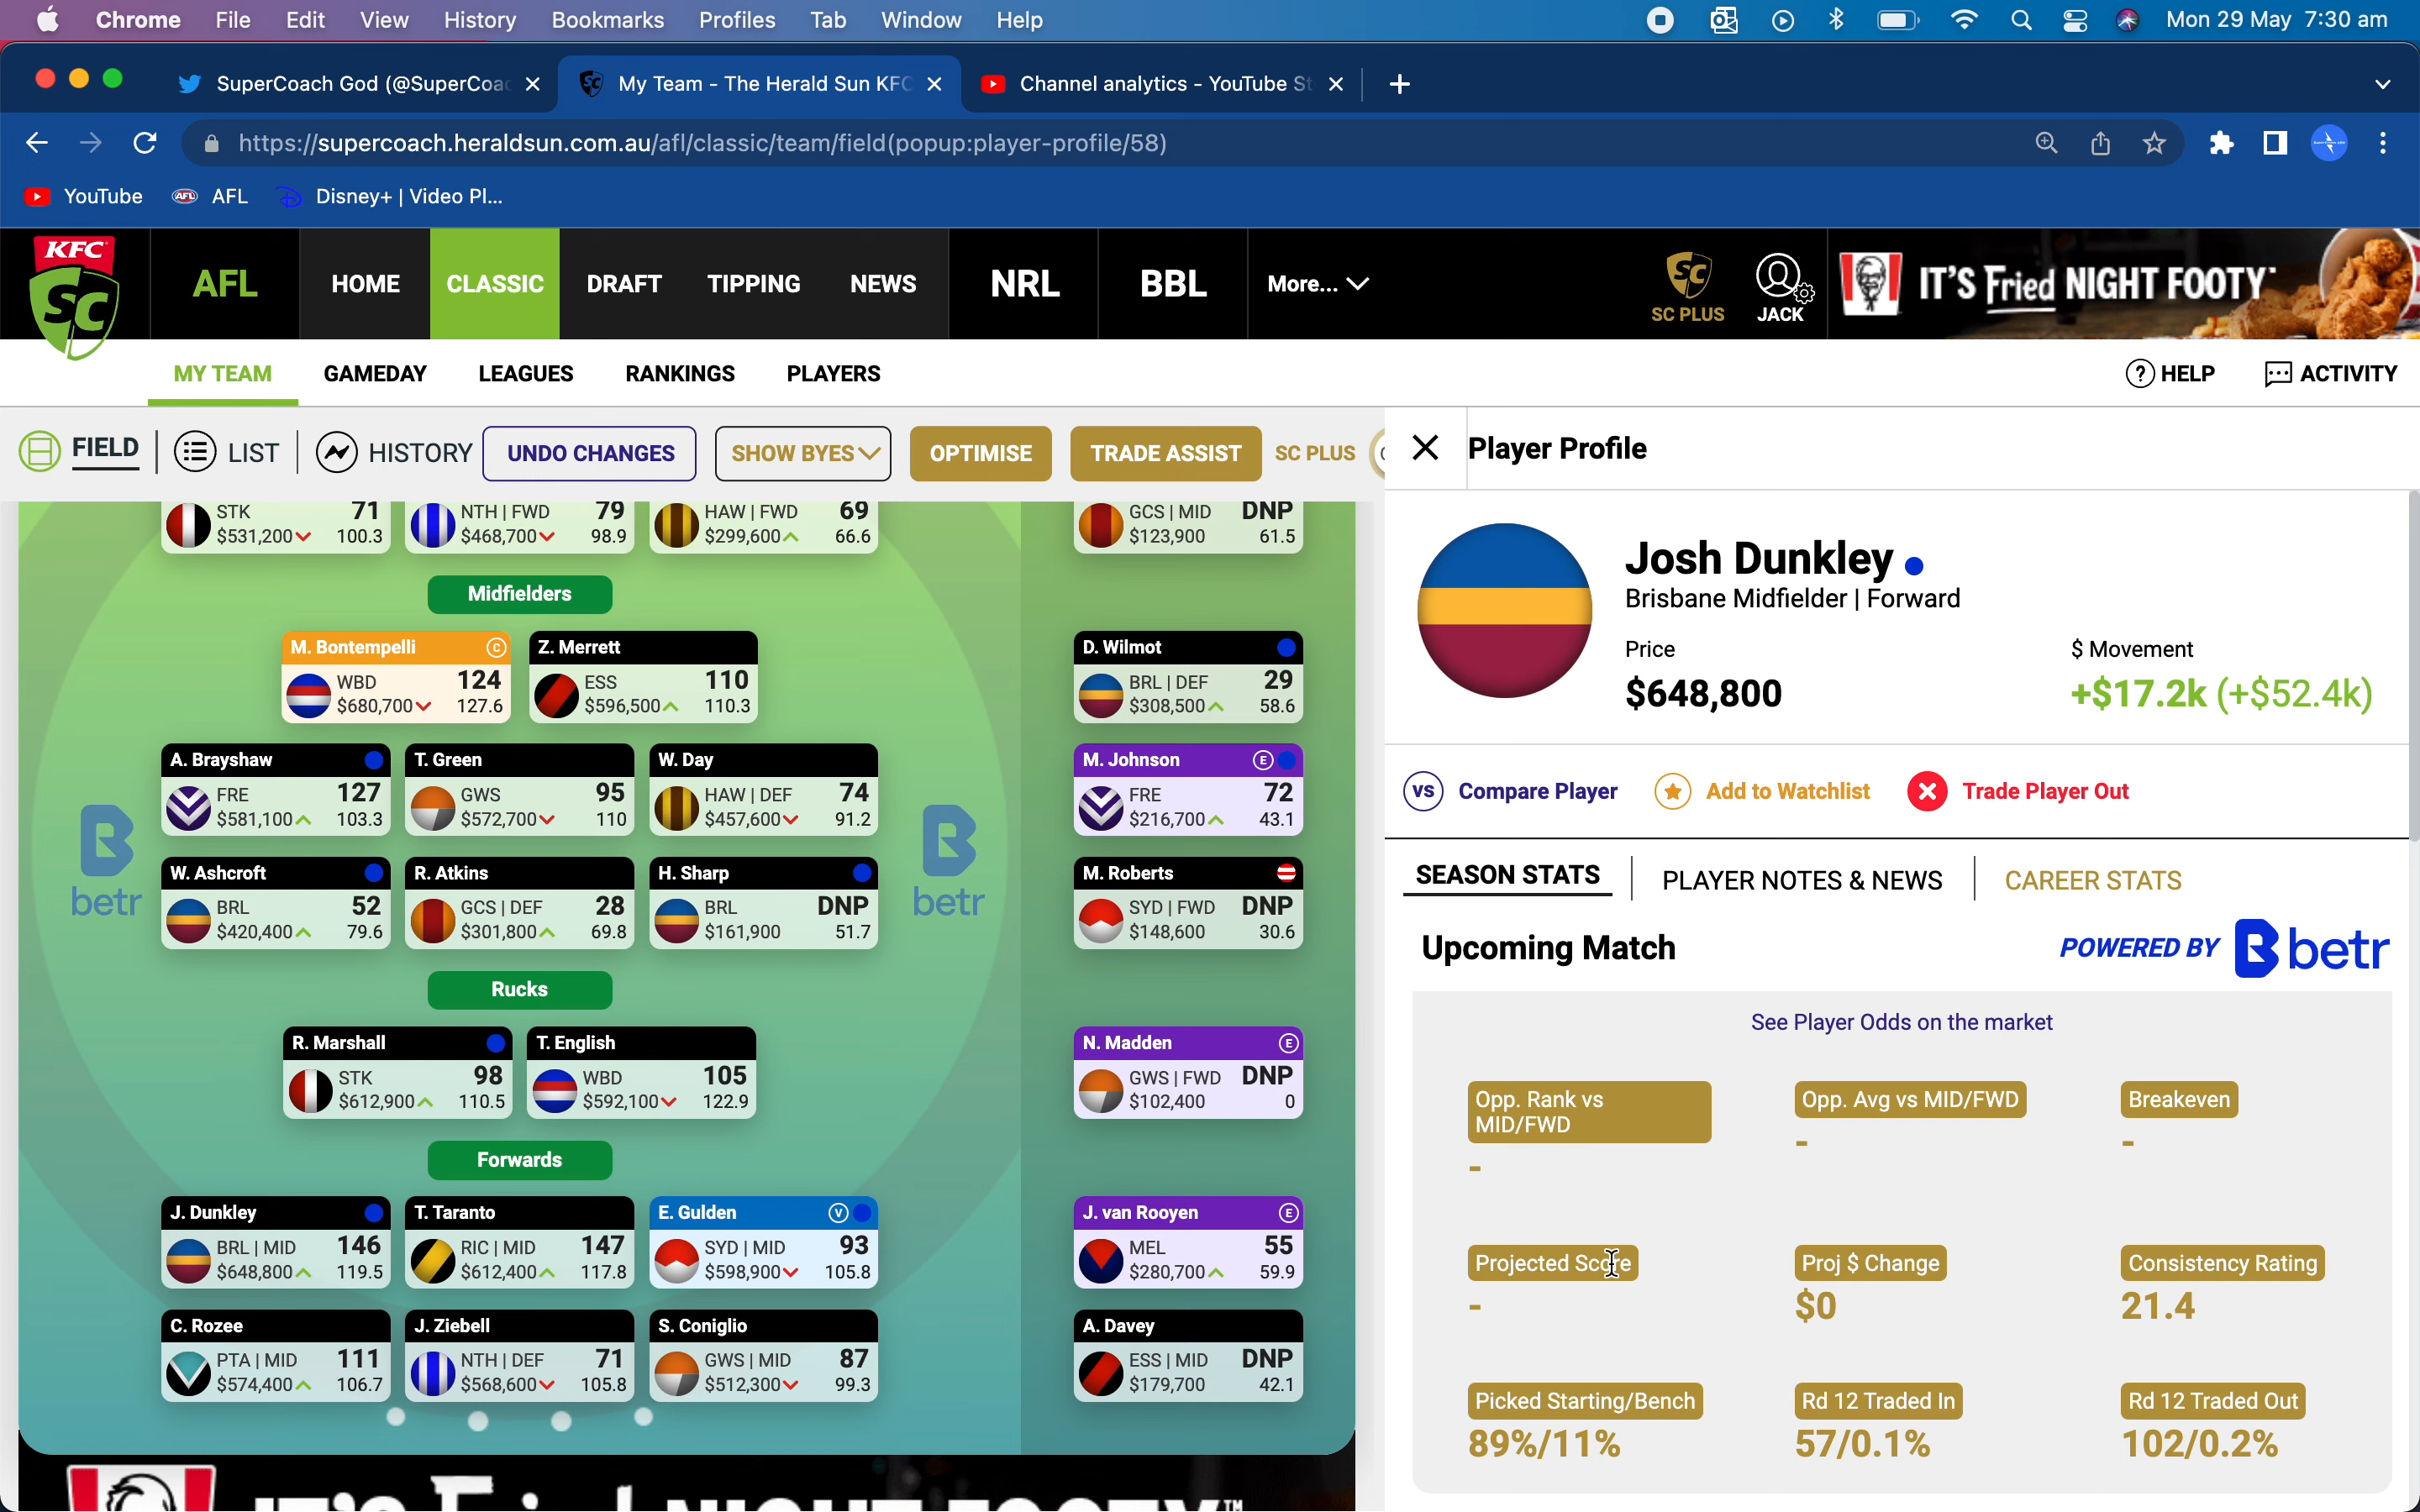 Chrome File Edit View History Bookmarks Profiles Tab Window Help Mon 29 May 7:30 am
SuperCoach God (@SuperCoac My Team - The Herald Sun KFC Channel analytics - YouTube St
https://supercoach.heraldsun.com.au/afl/classic/team/field(popup:player-profile/58)
YouTube AFL Disney+ | Video Pl...
KFC SC AFL HOME CLASSIC DRAFT TIPPING NEWS NRL BBL More... SC PLUS JACK IT'S Fried NIGHT FOOTY™
MY TEAM GAMEDAY LEAGUES RANKINGS PLAYERS HELP ACTIVITY
FIELD LIST HISTORY UNDO CHANGES SHOW BYES OPTIMISE TRADE ASSIST SC PLUS
STK 71 NTH | FWD 79 HAW | FWD 69 GCS | MID DNP
$531,200 100.3 $468,700 98.9 $299,600 66.6 $123,900 61.5
Midfielders
M. Bontempelli C Z. Merrett D. Wilmot
WBD 124 ESS 110 BRL | DEF 29
$680,700 127.6 $596,500 110.3 $308,500 58.6
A. Brayshaw T. Green W. Day M. Johnson E
FRE 127 GWS 95 HAW | DEF 74 FRE 72
$581,100 103.3 $572,700 110 $457,600 91.2 $216,700 43.1
W. Ashcroft R. Atkins H. Sharp M. Roberts
betr betr
BRL 52 GCS | DEF 28 BRL DNP SYD | FWD DNP
$420,400 79.6 $301,800 69.8 $161,900 51.7 $148,600 30.6
Rucks
R. Marshall T. English N. Madden E
STK 98 WBD 105 GWS | FWD DNP
$612,900 110.5 $592,100 122.9 $102,400 0
Forwards
J. Dunkley T. Taranto E. Gulden V J. van Rooyen E
BRL | MID 146 RIC | MID 147 SYD | MID 93 MEL 55
$648,800 119.5 $612,400 117.8 $598,900 105.8 $280,700 59.9
C. Rozee J. Ziebell S. Coniglio A. Davey
PTA | MID 111 NTH | DEF 71 GWS | MID 87 ESS | MID DNP
$574,400 106.7 $568,600 105.8 $512,300 99.3 $179,700 42.1
Player Profile
Josh Dunkley
Brisbane Midfielder | Forward
Price $ Movement
$648,800 +$17.2k (+$52.4k)
VS Compare Player Add to Watchlist Trade Player Out
SEASON STATS PLAYER NOTES & NEWS CAREER STATS
Upcoming Match POWERED BY betr
See Player Odds on the market
Opp. Rank vs MID/FWD Opp. Avg vs MID/FWD Breakeven
- - -
Projected Score Proj $ Change Consistency Rating
- $0 21.4
Picked Starting/Bench Rd 12 Traded In Rd 12 Traded Out
89%/11% 57/0.1% 102/0.2%